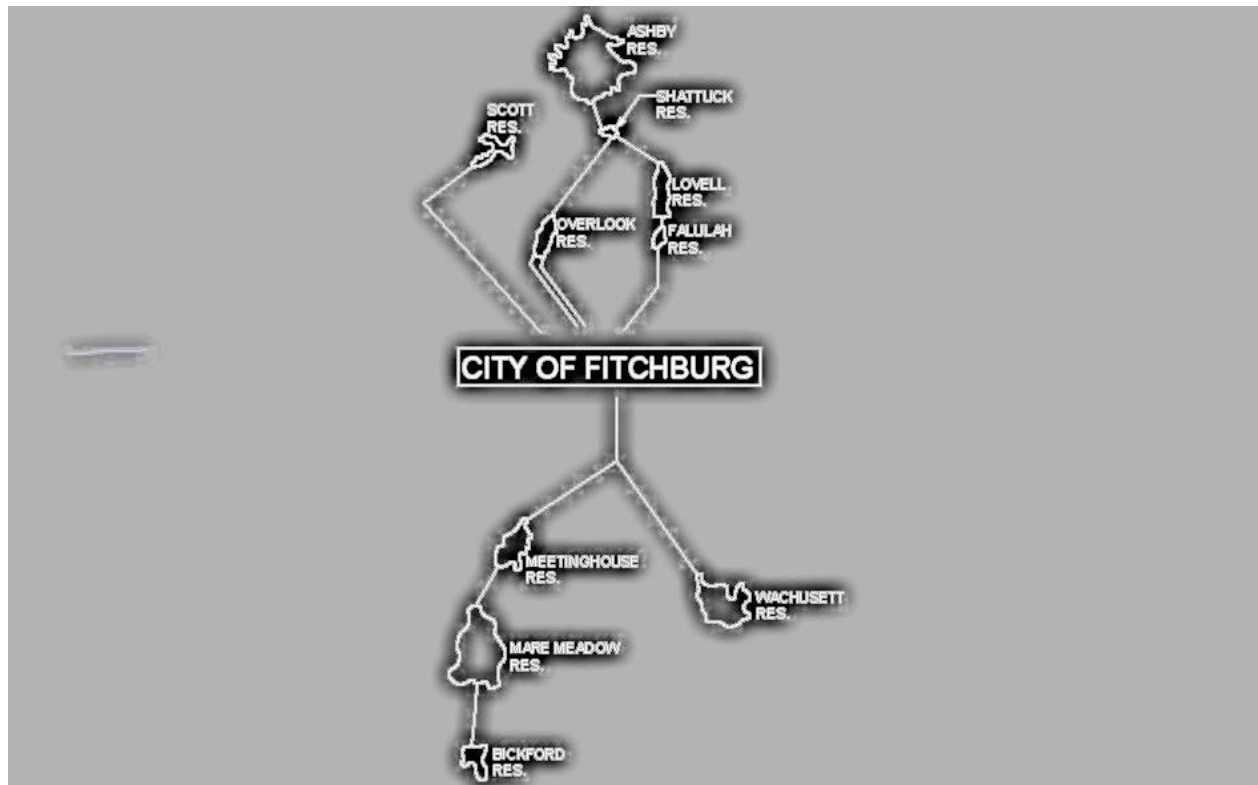 ASHBY
RES.
SHATTUCK
RES.
SCOTT
RES.
LOVELL
RES.
OVERLOOK
RES.
FALULAH
RES.
CITY OF FITCHBURG
MEETINGHOUSE
RES.
WACHUSETT
RES.
MARE MEADOW
RES.
BICKFORD
RES.